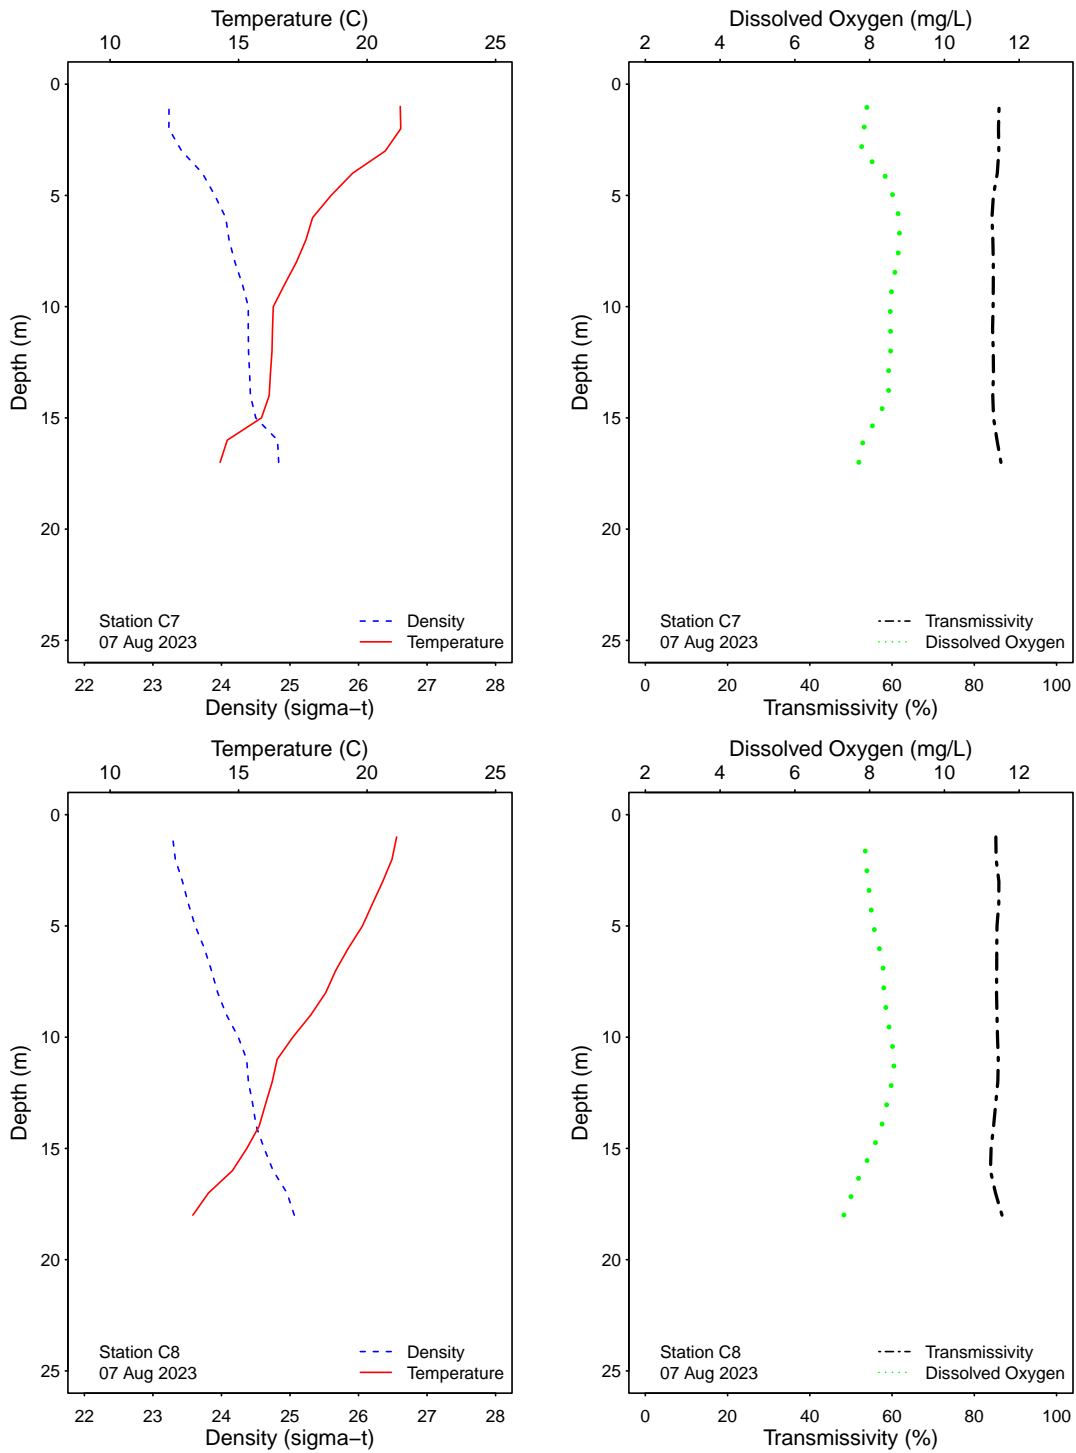 Temperature (C)
10 15 20 25
0
5
10
15
20
25
Depth (m)
Station C7
07 Aug 2023
Density
Temperature
22 23 24 25 26 27 28
Density (sigma−t)
Dissolved Oxygen (mg/L)
2 4 6 8 10 12
0
5
10
15
20
25
Depth (m)
Station C7
07 Aug 2023
Transmissivity
Dissolved Oxygen
0 20 40 60 80 100
Transmissivity (%)
Temperature (C)
10 15 20 25
0
5
10
15
20
25
Depth (m)
Station C8
07 Aug 2023
Density
Temperature
22 23 24 25 26 27 28
Density (sigma−t)
Dissolved Oxygen (mg/L)
2 4 6 8 10 12
0
5
10
15
20
25
Depth (m)
Station C8
07 Aug 2023
Transmissivity
Dissolved Oxygen
0 20 40 60 80 100
Transmissivity (%)